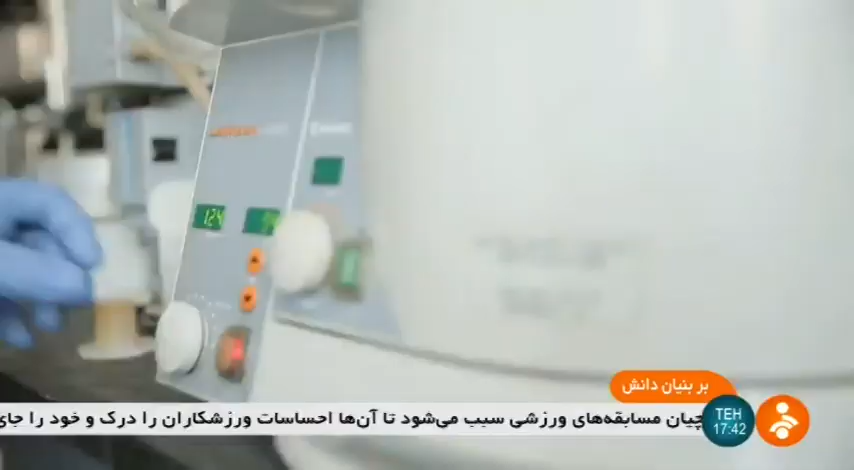 124
بر بنیان دانش
چیان مسابقه‌های ورزشی سبب می‌شود تا آن‌ها احساسات ورزشکاران را درک و خود را جای
TEH
17:42